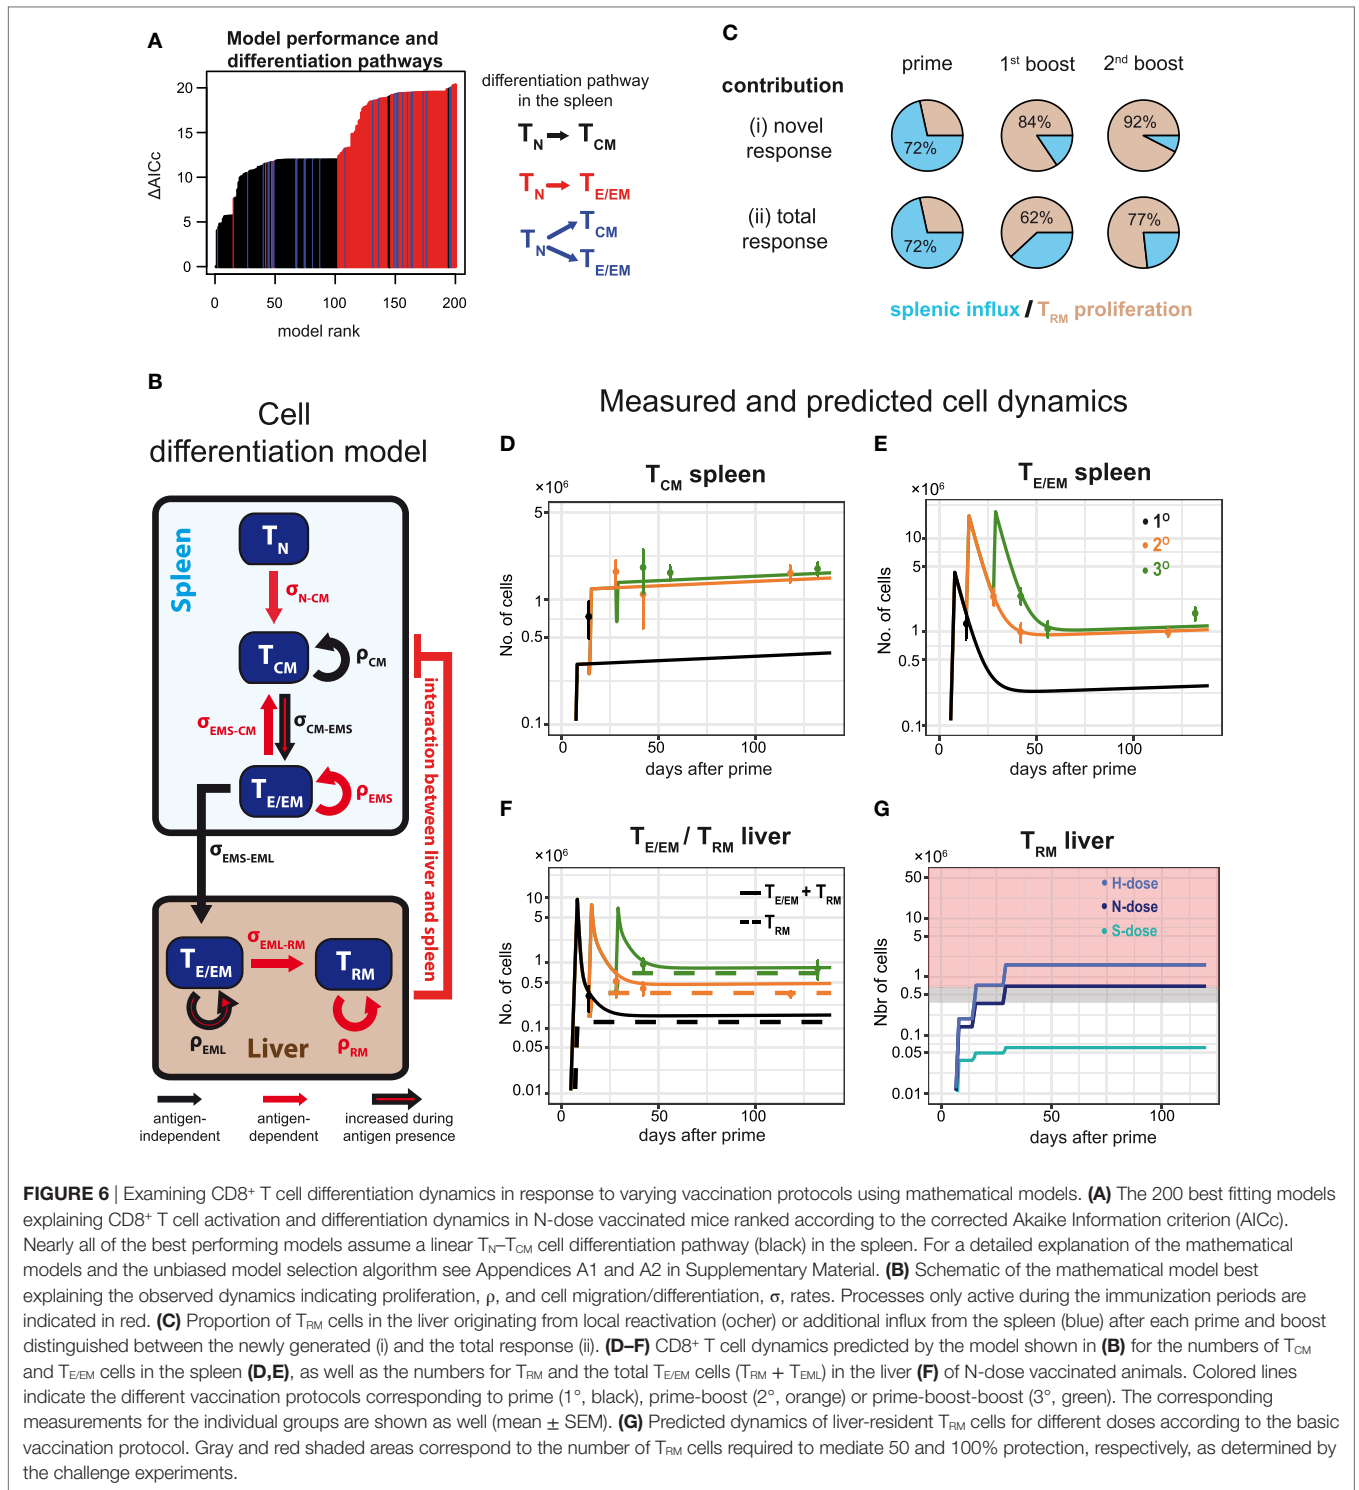 A
Model performance and
differentiation pathways
20
15
10
5
0
ΔAICc
0 50 100 150 200
model rank
differentiation pathway
in the spleen
TN TCM
TN TE/EM
TN
TCM
TE/EM
C
prime 1st boost 2nd boost
contribution
(i) novel
response
72% 84% 92%
(ii) total
response
72% 62% 77%
splenic influx / TRM proliferation
B
Cell
differentiation model
Spleen
TN
σN-CM
TCM
ρCM
σEMS-CM
σCM-EMS
TE/EM
ρEMS
σEMS-EML
interaction between liver and spleen
TE/EM
σEML-RM
TRM
ρEML
Liver
ρRM
antigen-
independent
antigen-
dependent
increased during
antigen presence
Measured and predicted cell dynamics
D
TCM spleen
×10⁶
5
1
0.5
0.1
No. of cells
0 50 100
days after prime
E
TE/EM spleen
×10⁶
10
5
1
0.5
0.1
No. of cells
1º
2º
3º
0 50 100
days after prime
F
TE/EM / TRM liver
×10⁶
10
5
1
0.5
0.1
0.05
0.01
No. of cells
TE/EM + TRM
TRM
0 50 100
days after prime
G
TRM liver
×10⁶
50
10
5
1
0.5
0.1
0.05
0.01
Nbr of cells
H-dose
N-dose
S-dose
0 50 100
days after prime
FIGURE 6 | Examining CD8⁺ T cell differentiation dynamics in response to varying vaccination protocols using mathematical models. (A) The 200 best fitting models
explaining CD8⁺ T cell activation and differentiation dynamics in N-dose vaccinated mice ranked according to the corrected Akaike Information criterion (AICc).
Nearly all of the best performing models assume a linear TN–TCM cell differentiation pathway (black) in the spleen. For a detailed explanation of the mathematical
models and the unbiased model selection algorithm see Appendices A1 and A2 in Supplementary Material. (B) Schematic of the mathematical model best
explaining the observed dynamics indicating proliferation, ρ, and cell migration/differentiation, σ, rates. Processes only active during the immunization periods are
indicated in red. (C) Proportion of TRM cells in the liver originating from local reactivation (ocher) or additional influx from the spleen (blue) after each prime and boost
distinguished between the newly generated (i) and the total response (ii). (D–F) CD8⁺ T cell dynamics predicted by the model shown in (B) for the numbers of TCM
and TE/EM cells in the spleen (D,E), as well as the numbers for TRM and the total TE/EM cells (TRM + TEML) in the liver (F) of N-dose vaccinated animals. Colored lines
indicate the different vaccination protocols corresponding to prime (1°, black), prime-boost (2°, orange) or prime-boost-boost (3°, green). The corresponding
measurements for the individual groups are shown as well (mean ± SEM). (G) Predicted dynamics of liver-resident TRM cells for different doses according to the basic
vaccination protocol. Gray and red shaded areas correspond to the number of TRM cells required to mediate 50 and 100% protection, respectively, as determined by
the challenge experiments.